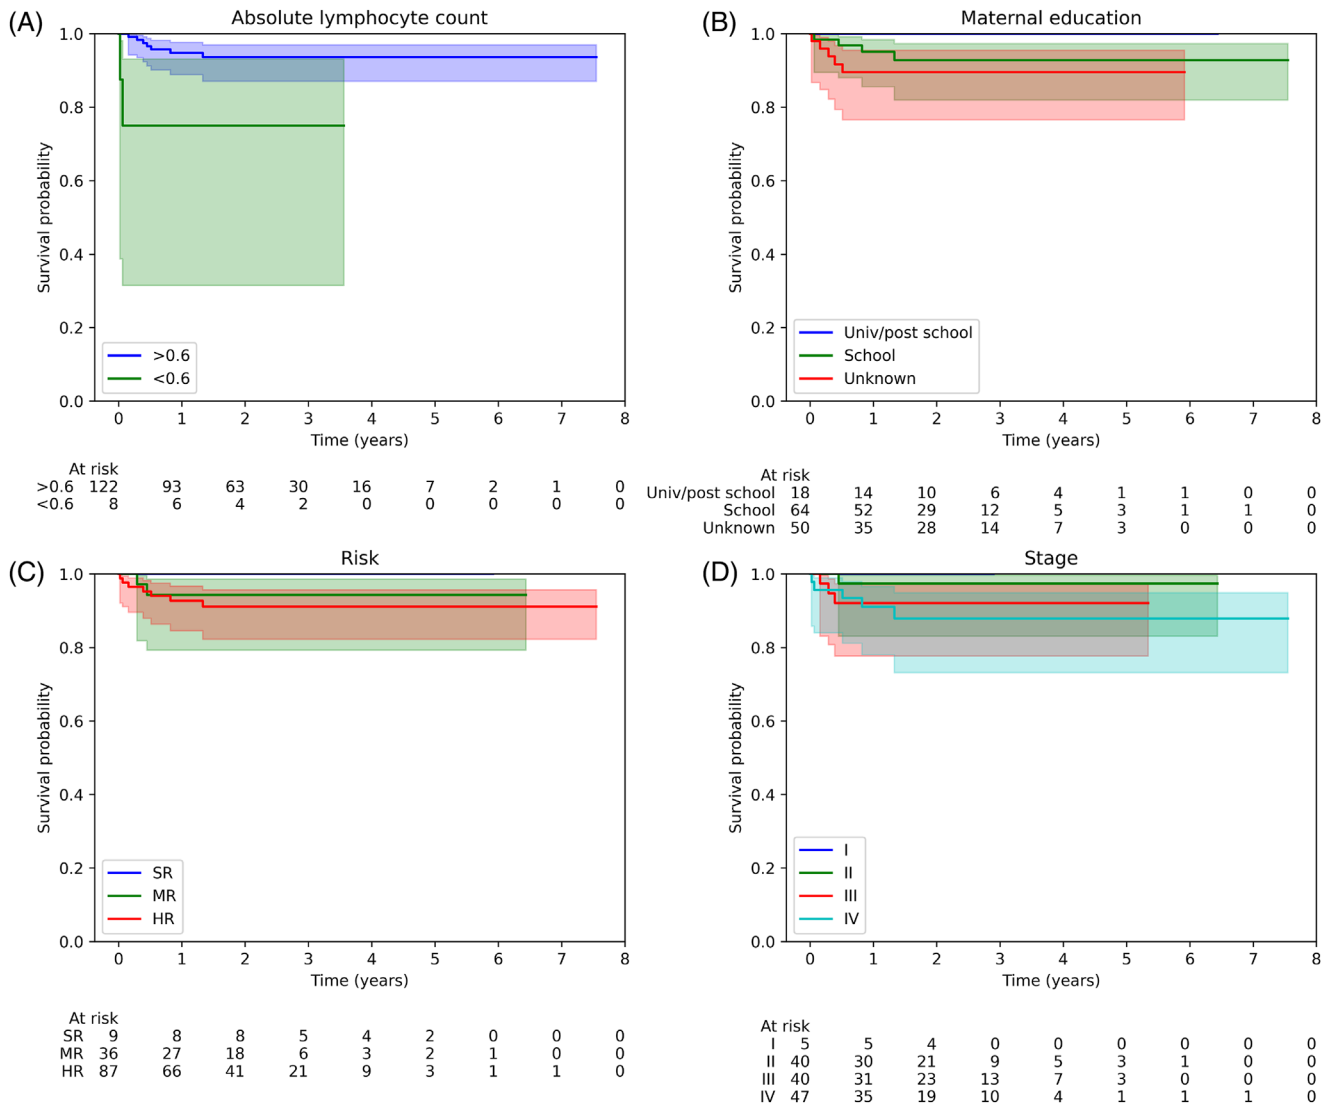 (A)
Absolute lymphocyte count
Survival probability
1.0
0.8
0.6
0.4
0.2
0.0
>0.6
<0.6
0 1 2 3 4 5 6 7 8
Time (years)
At risk
>0.6 122 93 63 30 16 7 2 1 0
<0.6 8 6 4 2 0 0 0 0 0
(B)
Maternal education
Survival probability
1.0
0.8
0.6
0.4
0.2
0.0
Univ/post school
School
Unknown
0 1 2 3 4 5 6 7 8
Time (years)
At risk
Univ/post school 18 14 10 6 4 1 1 0 0
School 64 52 29 12 5 3 1 1 0
Unknown 50 35 28 14 7 3 0 0 0
(C)
Risk
Survival probability
1.0
0.8
0.6
0.4
0.2
0.0
SR
MR
HR
0 1 2 3 4 5 6 7 8
Time (years)
At risk
SR 9 8 8 5 4 2 0 0 0
MR 36 27 18 6 3 2 1 0 0
HR 87 66 41 21 9 3 1 1 0
(D)
Stage
Survival probability
1.0
0.8
0.6
0.4
0.2
0.0
I
II
III
IV
0 1 2 3 4 5 6 7 8
Time (years)
At risk
I 5 5 4 0 0 0 0 0 0
II 40 30 21 9 5 3 1 0 0
III 40 31 23 13 7 3 0 0 0
IV 47 35 19 10 4 1 1 1 0